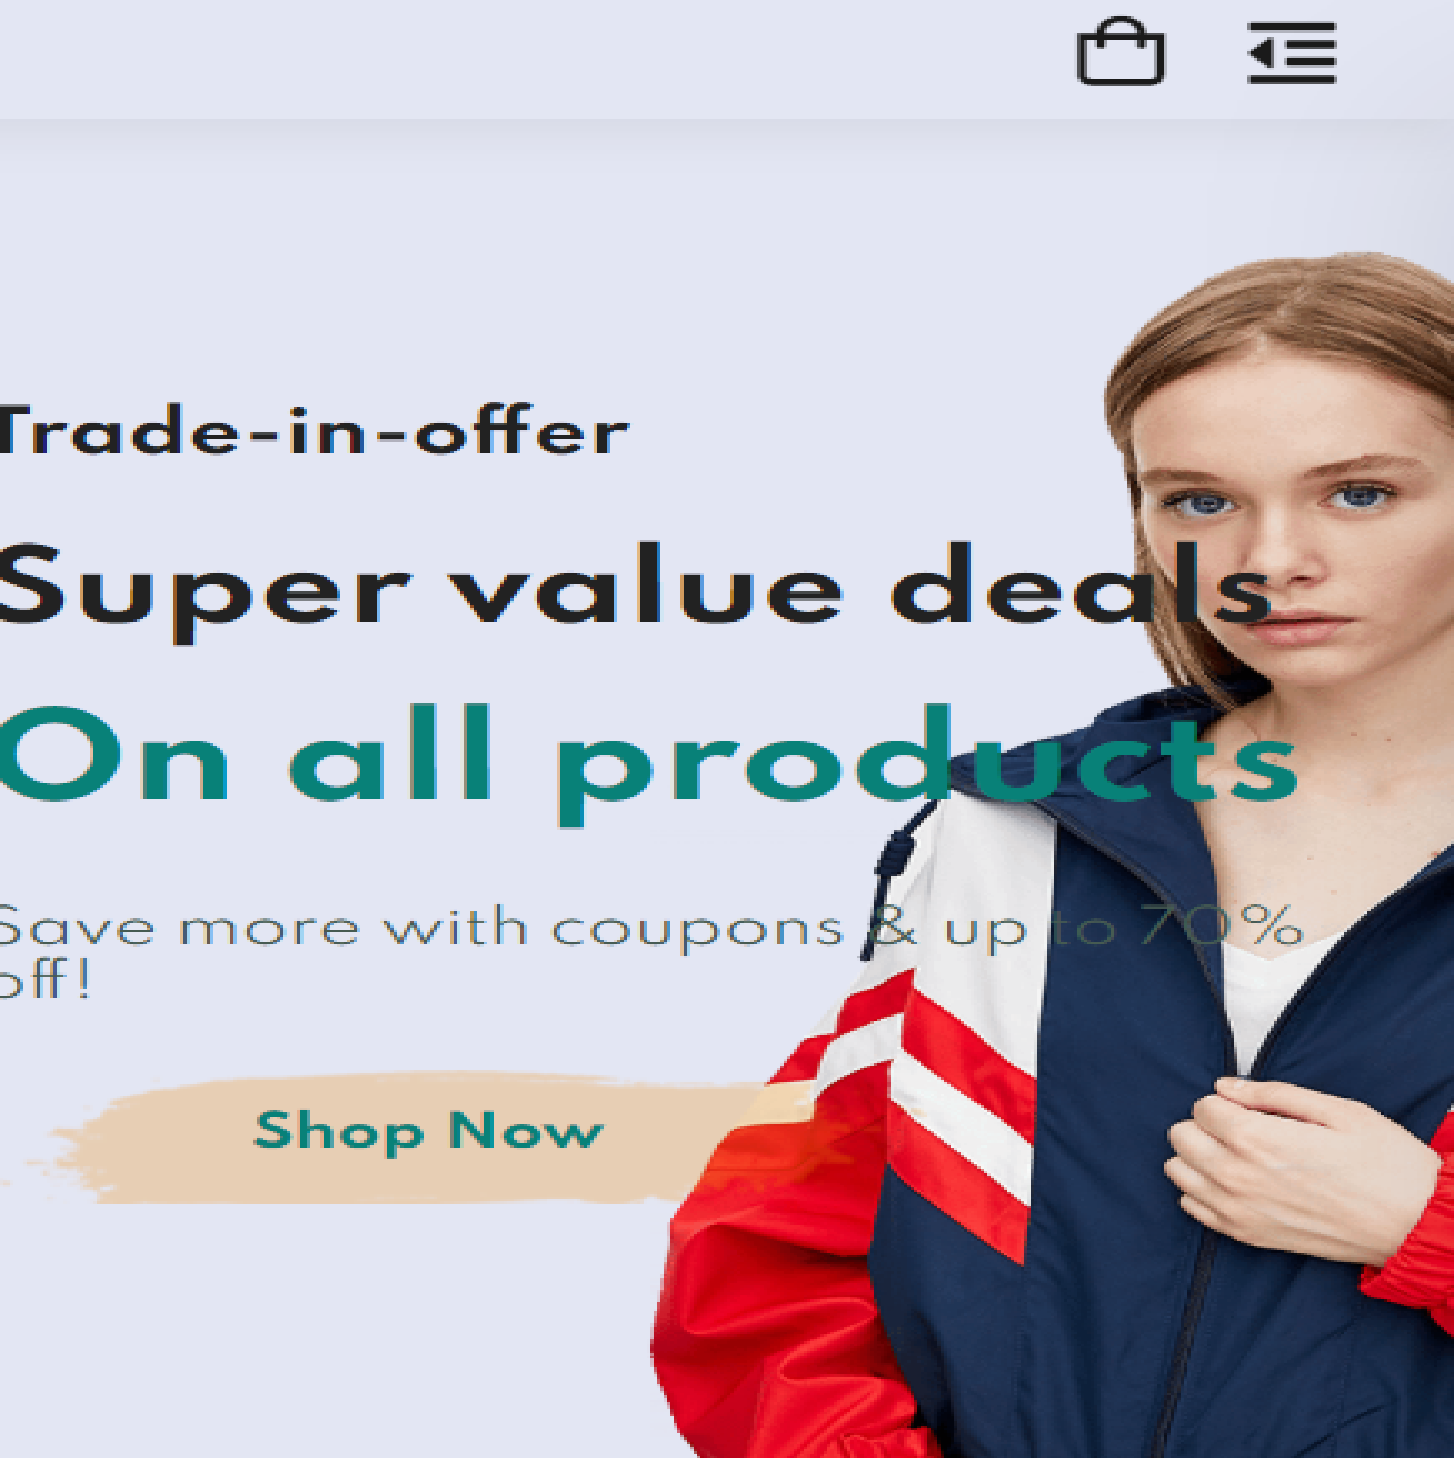 Trade-in-offer
Super value deals
On all products
Save more with coupons & up to 70%
off!
Shop Now